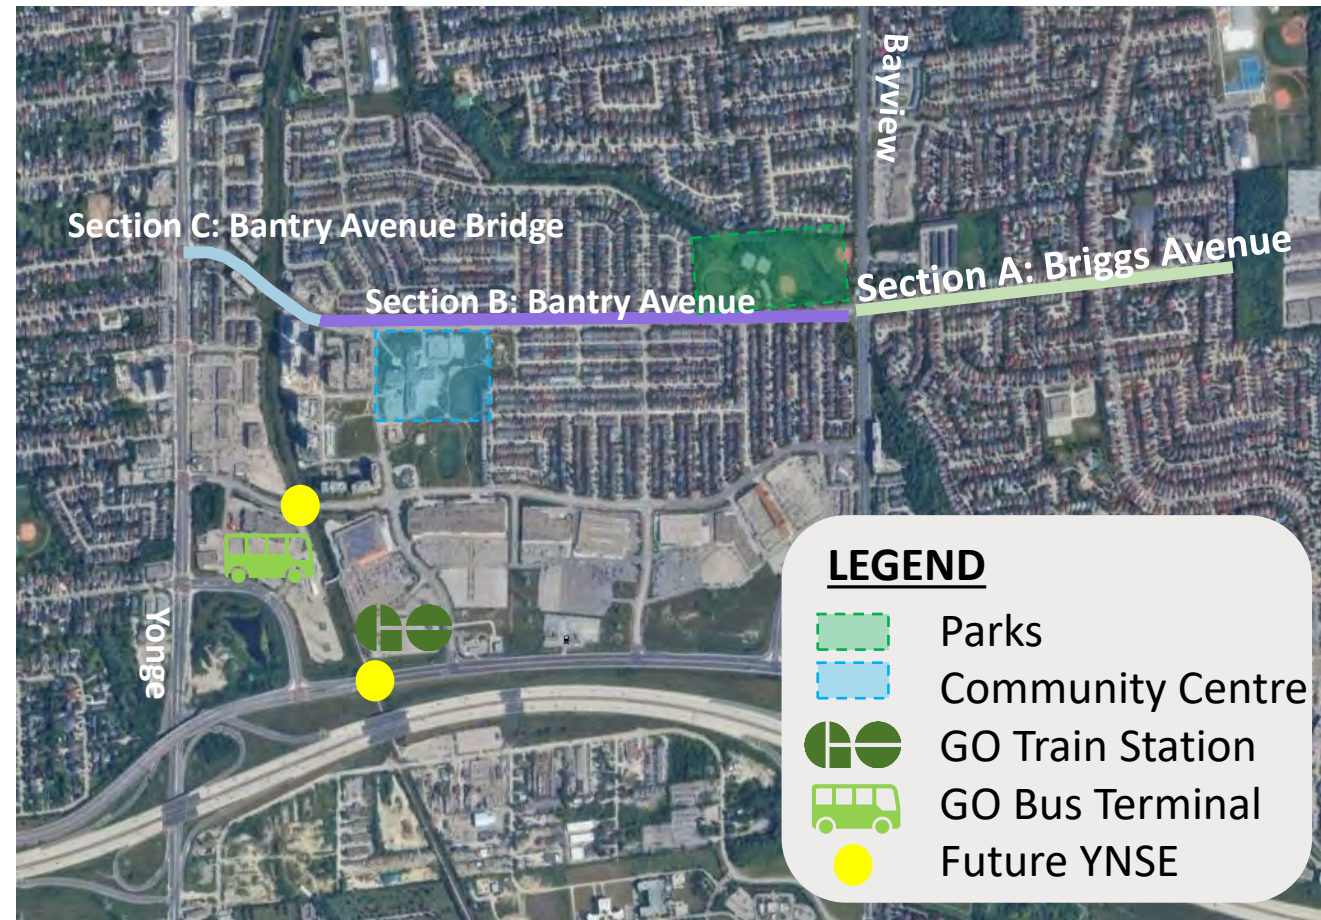 Bayview
Section C: Bantry Avenue Bridge
Section A: Briggs Avenue
Section B: Bantry Avenue
Yonge
LEGEND
Parks
Community Centre
GO Train Station
GO Bus Terminal
Future YNSE